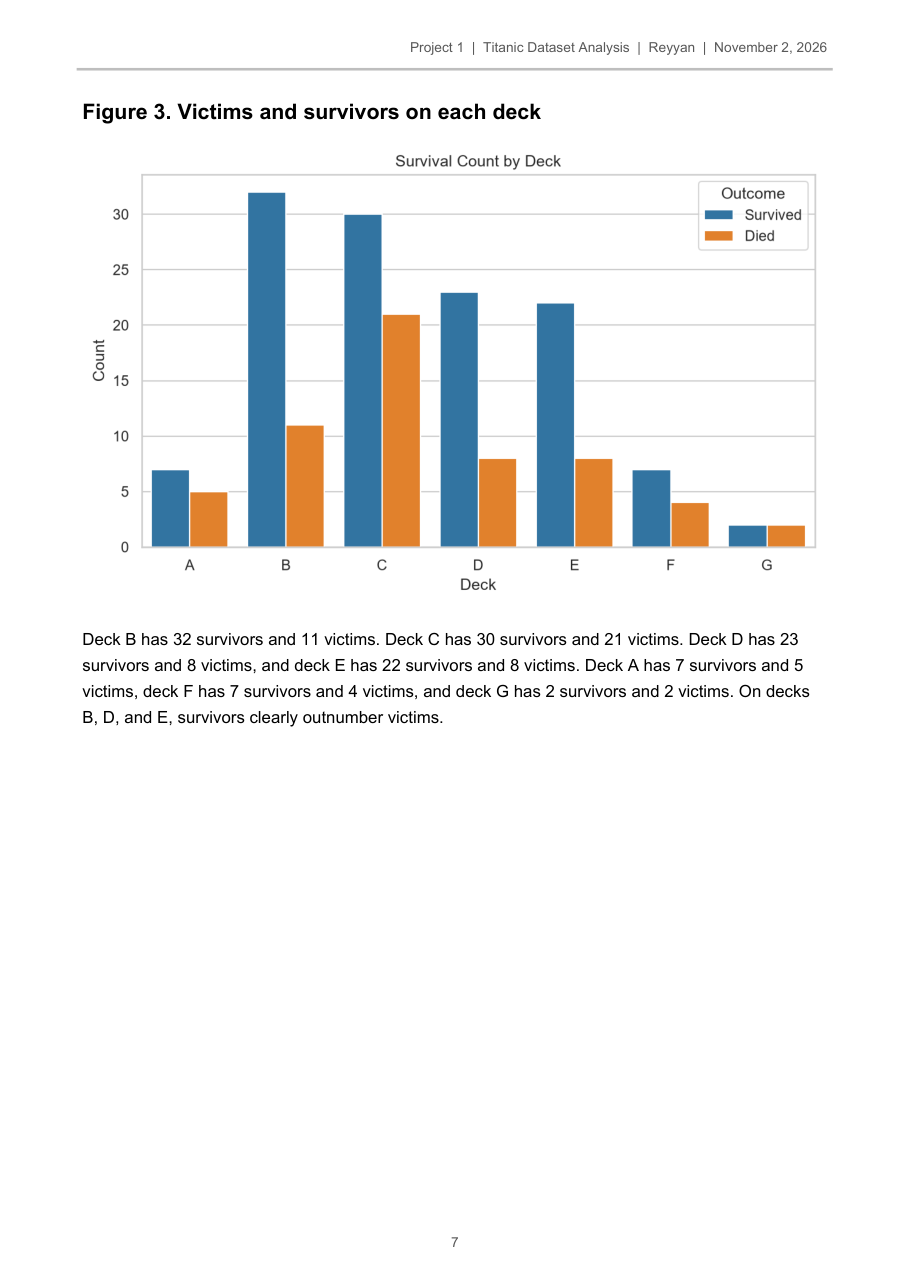 Project 1 | Titanic Dataset Analysis | Reyyan | November 2, 2026
Figure 3. Victims and survivors on each deck
Survival Count by Deck
Outcome
Survived
Died
Count
30
25
20
15
10
5
0
A B C D E F G
Deck
Deck B has 32 survivors and 11 victims. Deck C has 30 survivors and 21 victims. Deck D has 23
survivors and 8 victims, and deck E has 22 survivors and 8 victims. Deck A has 7 survivors and 5
victims, deck F has 7 survivors and 4 victims, and deck G has 2 survivors and 2 victims. On decks
B, D, and E, survivors clearly outnumber victims.
7